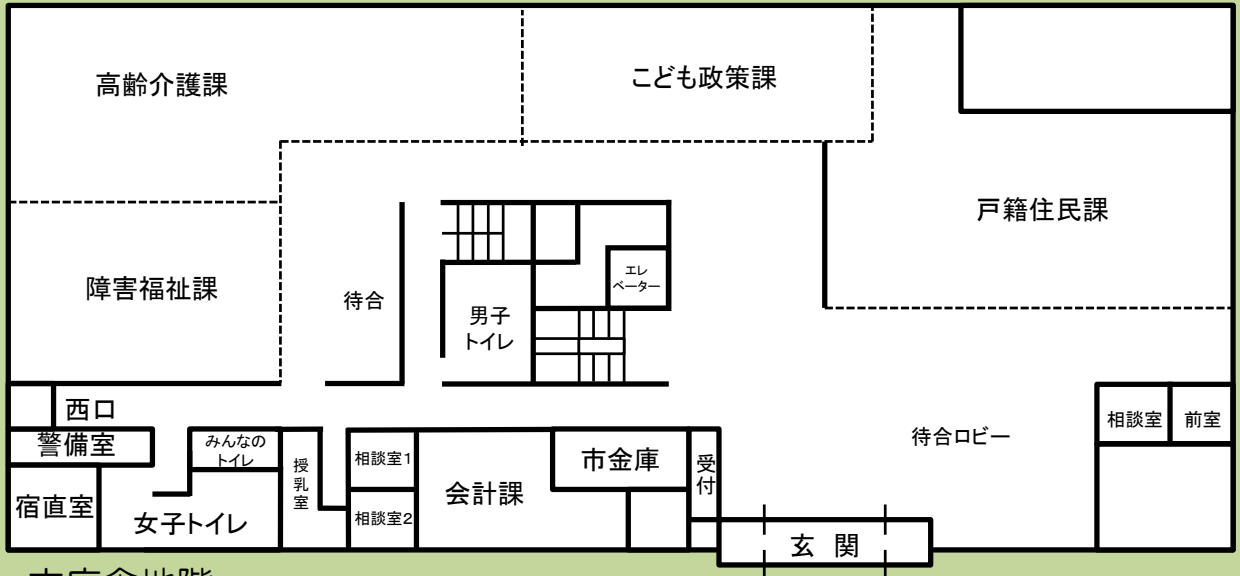 高齢介護課
こども政策課
戸籍住民課
障害福祉課
待合
男子
トイレ
エレ
ベーター
西口
警備室
宿直室
みんなの
トイレ
女子トイレ
授乳室
相談室1
相談室2
会計課
市金庫
受付
待合ロビー
相談室
前室
玄 関